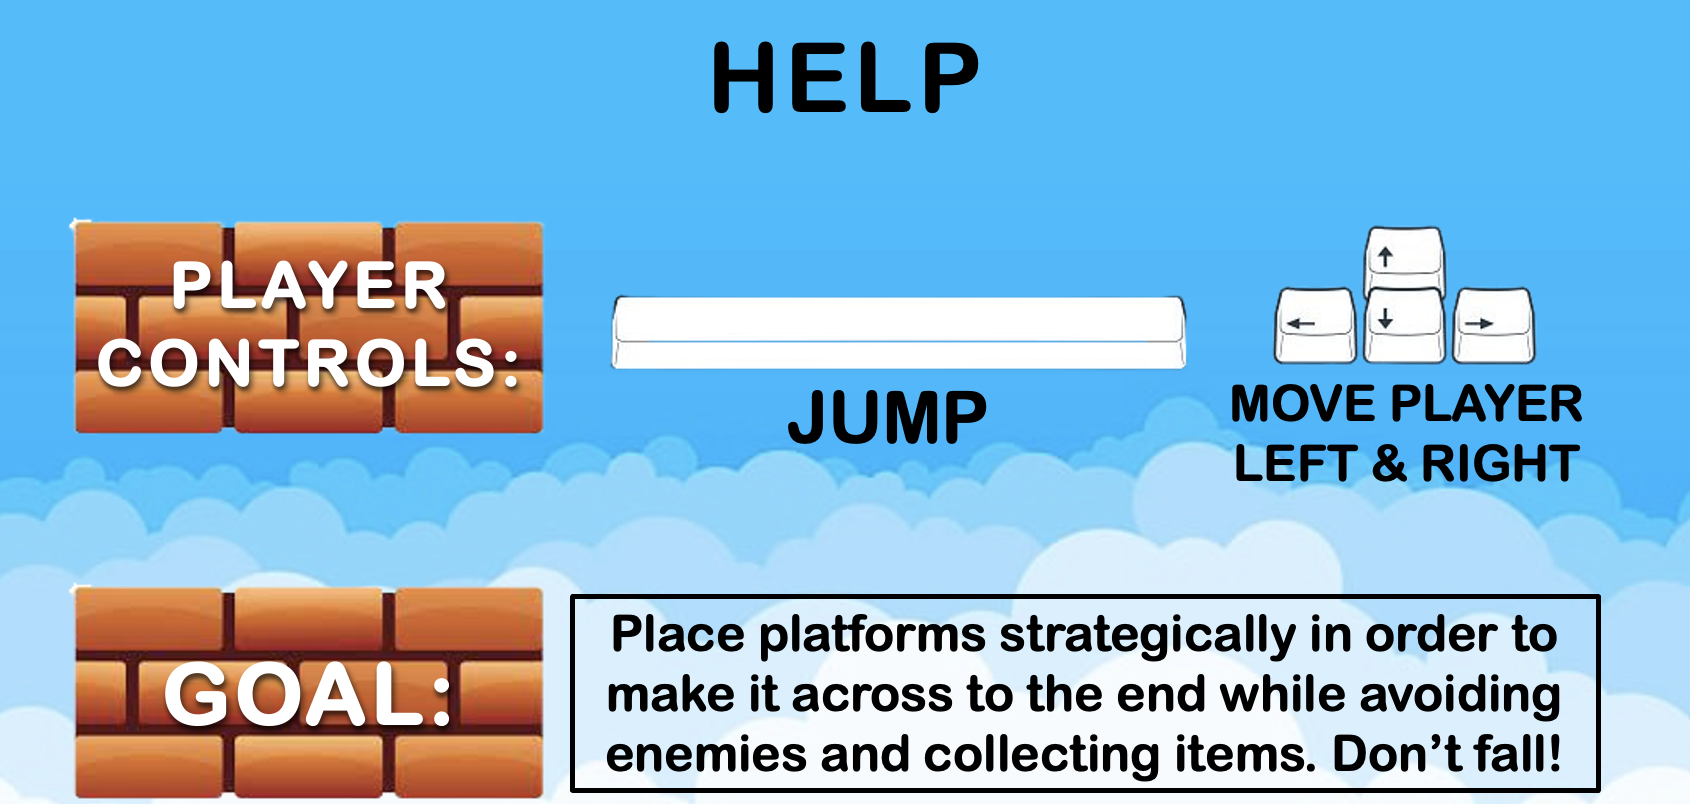 HELP
PLAYER
CONTROLS:
↑
← ↓ →
JUMP
MOVE PLAYER
LEFT & RIGHT
GOAL:
Place platforms strategically in order to
make it across to the end while avoiding
enemies and collecting items. Don’t fall!